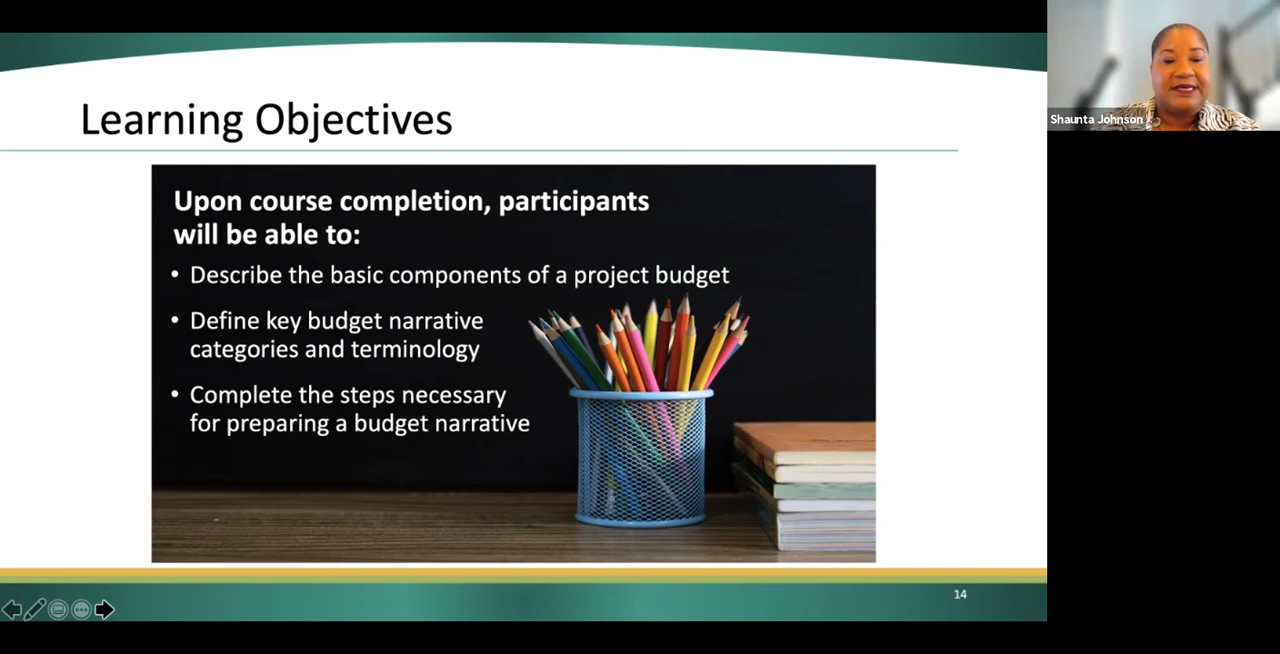 Learning Objectives
Upon course completion, participants
will be able to:
• Describe the basic components of a project budget
• Define key budget narrative
categories and terminology
• Complete the steps necessary
for preparing a budget narrative
14
Shaunta Johnson